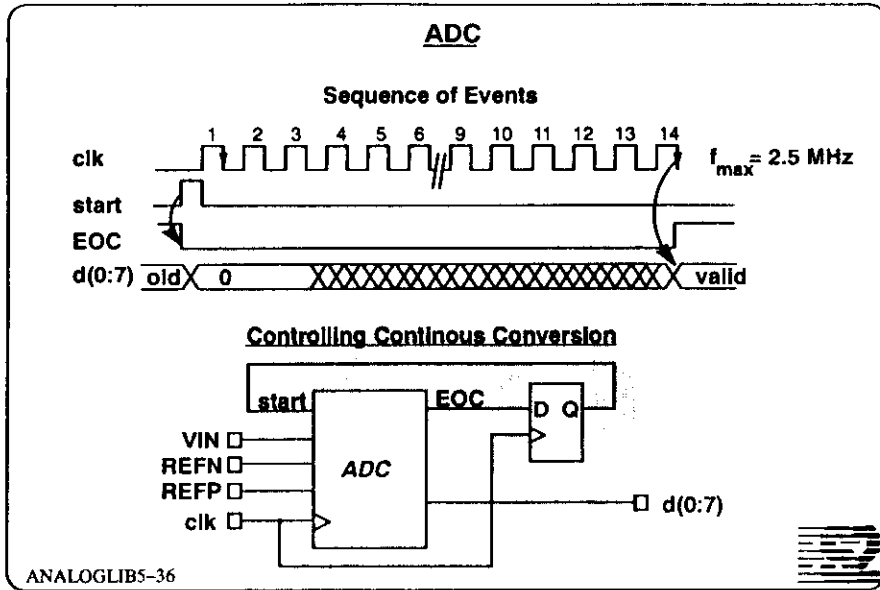 ADC
Sequence of Events
1 2 3 4 5 6 9 10 11 12 13 14
clk
f_max = 2.5 MHz
start
EOC
d(0:7) old 0 valid
Controlling Continous Conversion
start EOC D Q
VIN
REFN
ADC
REFP
clk
d(0:7)
ANALOGLIB5-36